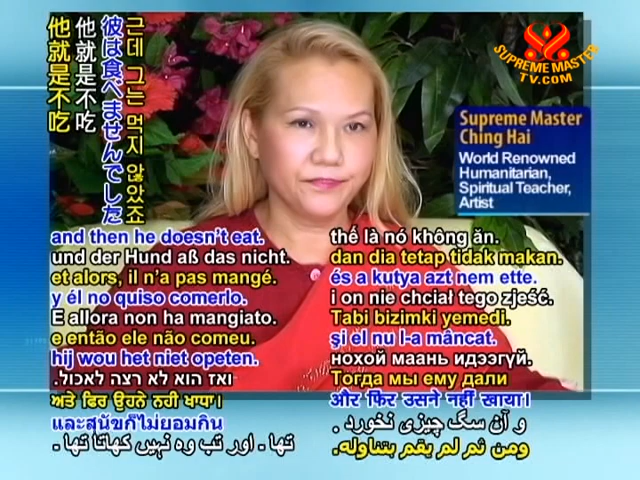 他就是不吃
他就是不吃
彼は食べませんでした
근데 그는 먹지 않았죠
SUPREME MASTER
TV.COM
Supreme Master
Ching Hai
World Renowned
Humanitarian,
Spiritual Teacher,
Artist
and then he doesn't eat.
und der Hund aß das nicht.
et alors, il n'a pas mangé.
y él no quiso comerlo.
E allora non ha mangiato.
e então ele não comeu.
hij wou het niet opeten.
ואז הוא לא רצה לאכול.
ਅਤੇ ਫਿਰ ਉਹਨੇ ਨਹੀ ਖਾਧਾ।
และสุนัขก็ไม่ยอมกิน
تھا - اور تب وہ نہیں کھاتا تھا -
thế là nó không ăn.
dan dia tetap tidak makan.
és a kutya azt nem ette.
i on nie chciał tego zjeść.
Tabi bizimki yemedi.
şi el nu l-a mâncat.
нохой маань идээгүй.
Тогда мы ему дали
और फिर उसने नहीं खाया।
و آن سگ چیزی نخورد .
ومن ثم لم يقم بتناوله.